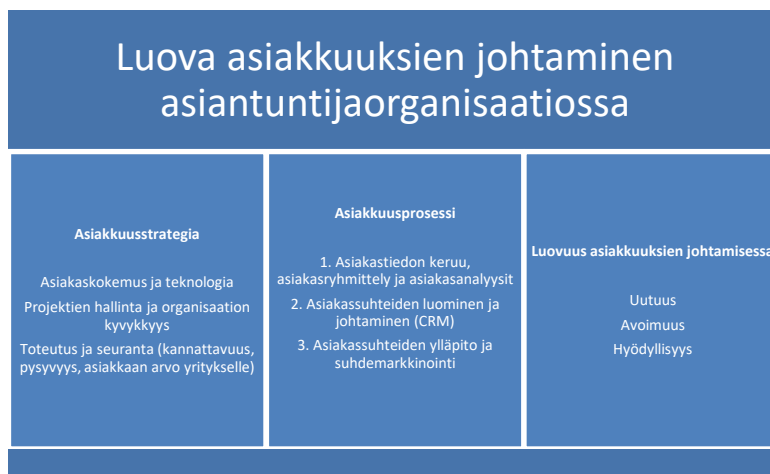 Luova asiakkuuksien johtaminen
asiantuntijaorganisaatiossa
Asiakkuusstrategia
Asiakaskokemus ja teknologia
Projektien hallinta ja organisaation
kyvykkyys
Toteutus ja seuranta (kannattavuus,
pysyvyys, asiakkaan arvo yritykselle)
Asiakkuusprosessi
1. Asiakastiedon keruu,
asiakasryhmittely ja asiakasanalyysit
2. Asiakassuhteiden luominen ja
johtaminen (CRM)
3. Asiakassuhteiden ylläpito ja
suhdemarkkinointi
Luovuus asiakkuuksien johtamisessa
Uutuus
Avoimuus
Hyödyllisyys